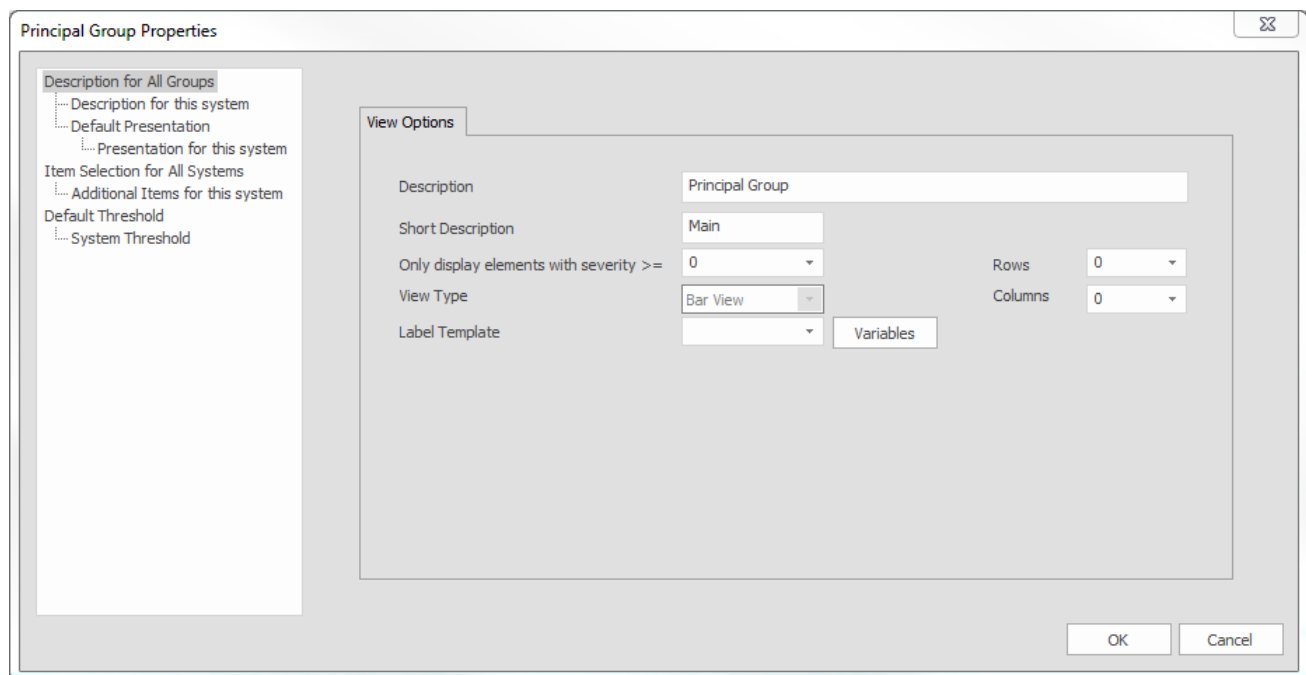 Principal Group Properties
Description for All Groups
Description for this system
Default Presentation
Presentation for this system
Item Selection for All Systems
Additional Items for this system
Default Threshold
System Threshold
View Options
Description Principal Group
Short Description Main
Only display elements with severity >= 0 Rows 0
View Type Bar View Columns 0
Label Template Variables
OK Cancel